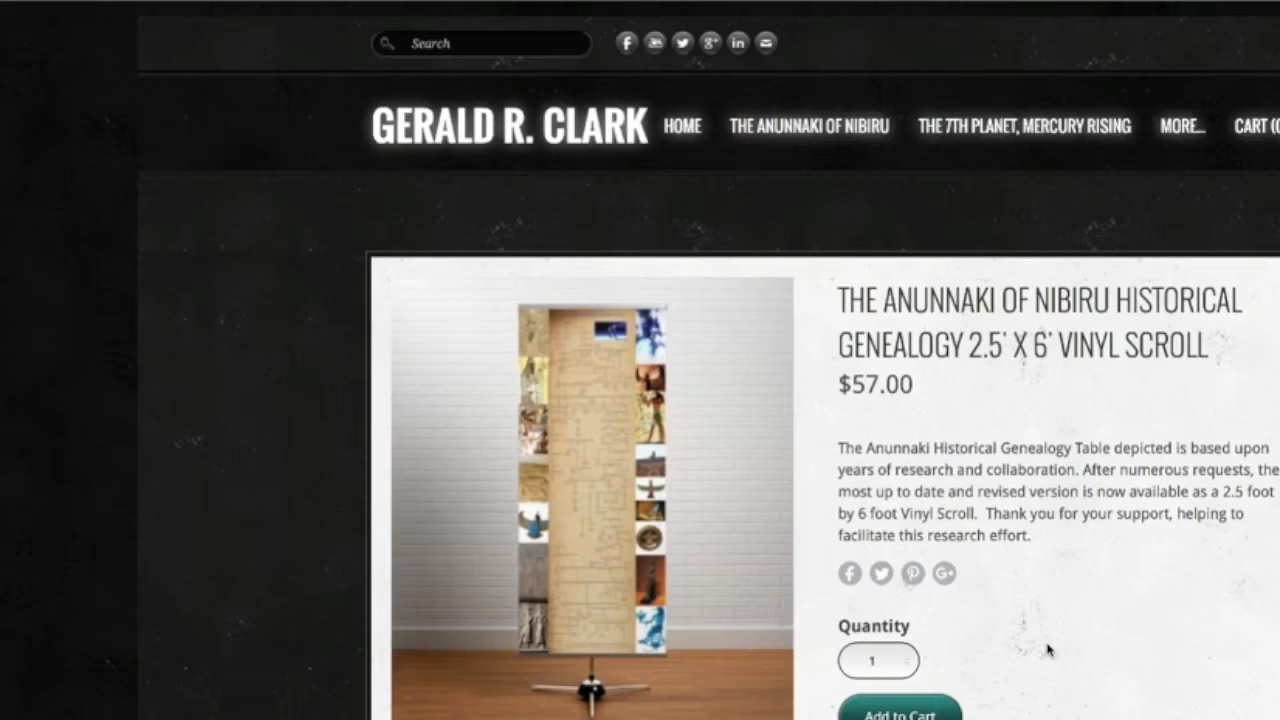 Search
GERALD R. CLARK
HOME
THE ANUNNAKI OF NIBIRU
THE 7TH PLANET, MERCURY RISING
MORE...
CART
THE ANUNNAKI OF NIBIRU HISTORICAL
GENEALOGY 2.5' X 6' VINYL SCROLL
$57.00
The Anunnaki Historical Genealogy Table depicted is based upon
years of research and collaboration. After numerous requests, the
most up to date and revised version is now available as a 2.5 foot
by 6 foot Vinyl Scroll. Thank you for your support, helping to
facilitate this research effort.
Quantity
1
Add to Cart